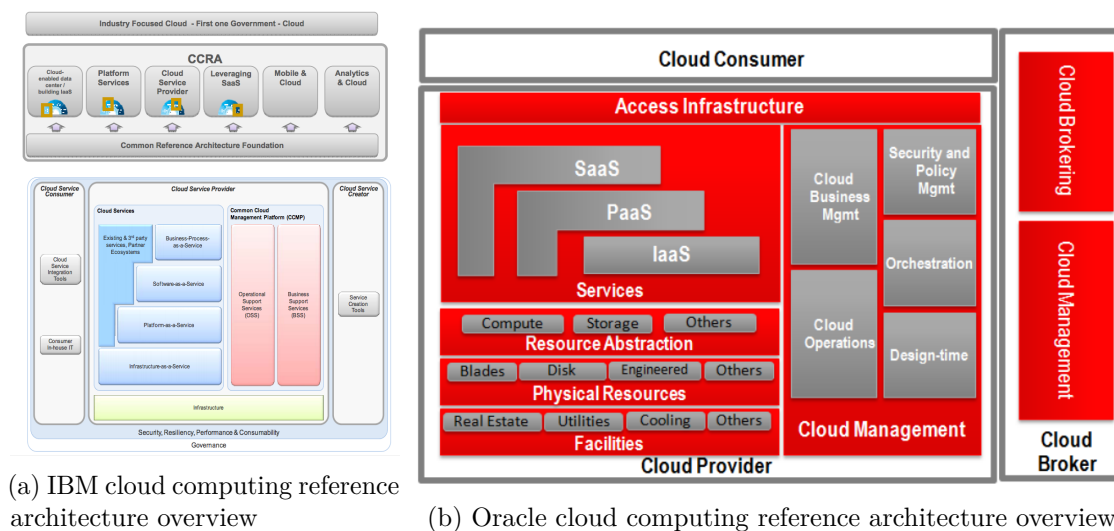 Industry Focused Cloud - First one Government - Cloud
CCRA
Cloud-
enabled data
center /
building IaaS
Platform
Services
Cloud
Service
Provider
Leveraging
SaaS
Mobile &
Cloud
Analytics
& Cloud
Common Reference Architecture Foundation
Cloud Service
Consumer
Cloud Service Provider
Cloud Service
Creator
Cloud Services
Common Cloud
Management Platform (CCMP)
Existing & 3rd party
services, Partner
Ecosystems
Business-Process-
as-a-Service
Cloud
Service
Integration
Tools
Software-as-a-Service
Operational
Support
Services
(OSS)
Business
Support
Services
(BSS)
Service
Creation
Tools
Platform-as-a-Service
Consumer
in-house IT
Infrastructure-as-a-Service
Infrastructure
Security, Resiliency, Performance & Consumability
Governance
(a) IBM cloud computing reference
architecture overview
Cloud Consumer
Access Infrastructure
SaaS
PaaS
IaaS
Services
Compute
Storage
Others
Resource Abstraction
Blades
Disk
Engineered
Others
Physical Resources
Real Estate
Utilities
Cooling
Others
Facilities
Cloud
Business
Mgmt
Security and
Policy
Mgmt
Orchestration
Cloud
Operations
Design-time
Cloud Management
Cloud Provider
Cloud Brokering
Cloud Management
Cloud
Broker
(b) Oracle cloud computing reference architecture overview